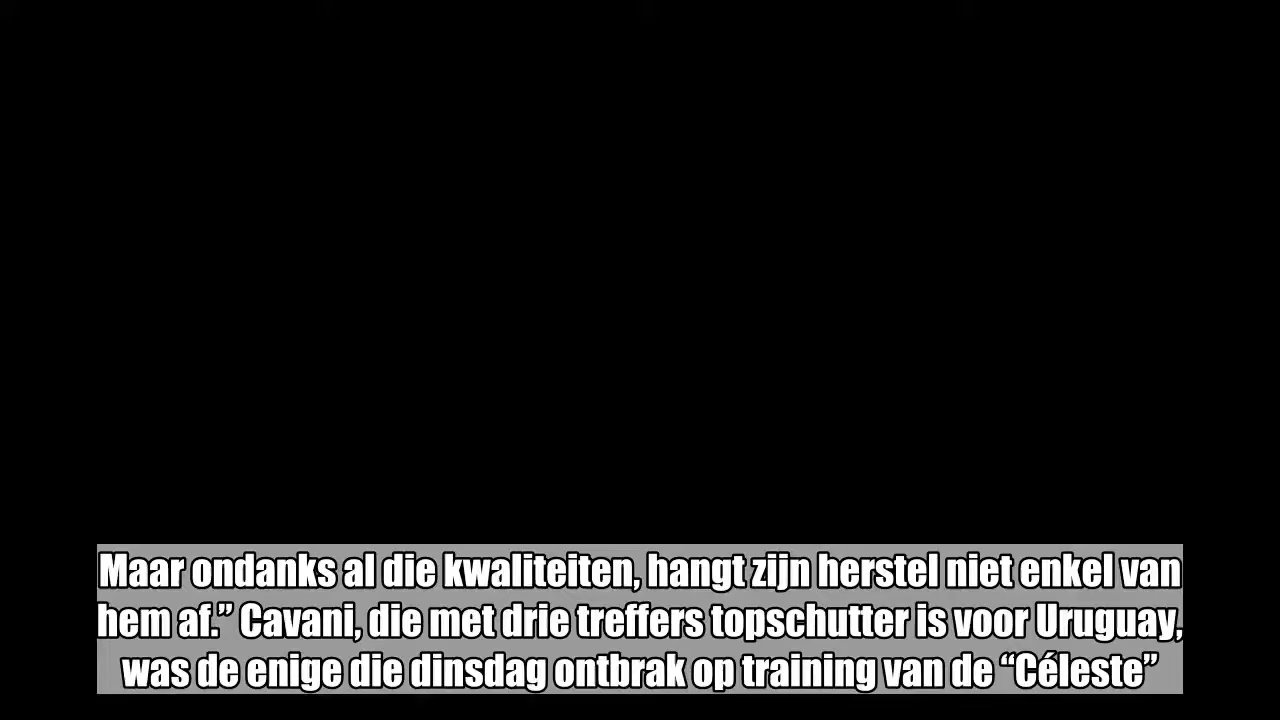 Maar ondanks al die kwaliteiten, hangt zijn herstel niet enkel van
hem af.” Cavani, die met drie treffers topschutter is voor Uruguay,
was de enige die dinsdag ontbrak op training van de “Céleste”